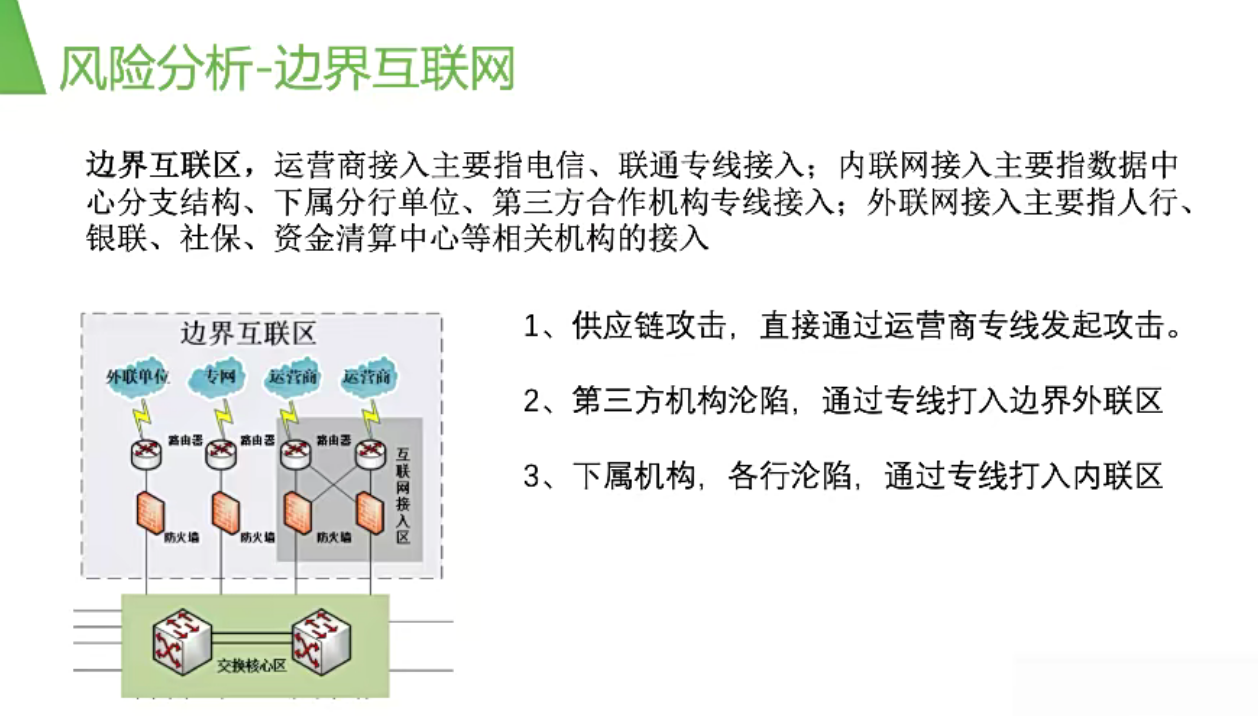 风险分析-边界互联网
边界互联区，运营商接入主要指电信、联通专线接入；内联网接入主要指数据中
心分支结构、下属分行单位、第三方合作机构专线接入；外联网接入主要指人行、
银联、社保、资金清算中心等相关机构的接入
边界互联区
外联单位 专网 运营商 运营商
路由器 路由器 路由器
互联网接入区
防火墙 防火墙 防火墙
交换核心区
1、供应链攻击，直接通过运营商专线发起攻击。
2、第三方机构沦陷，通过专线打入边界外联区
3、下属机构，各行沦陷，通过专线打入内联区